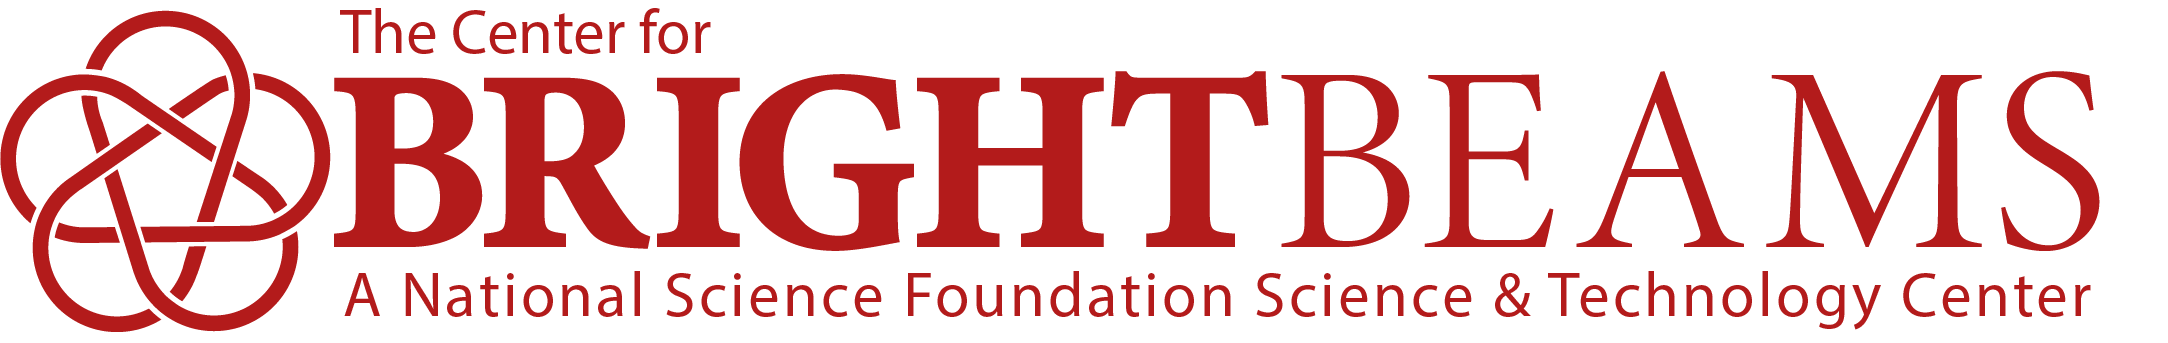 The Center for
BRIGHTBEAMS
A National Science Foundation Science & Technology Center